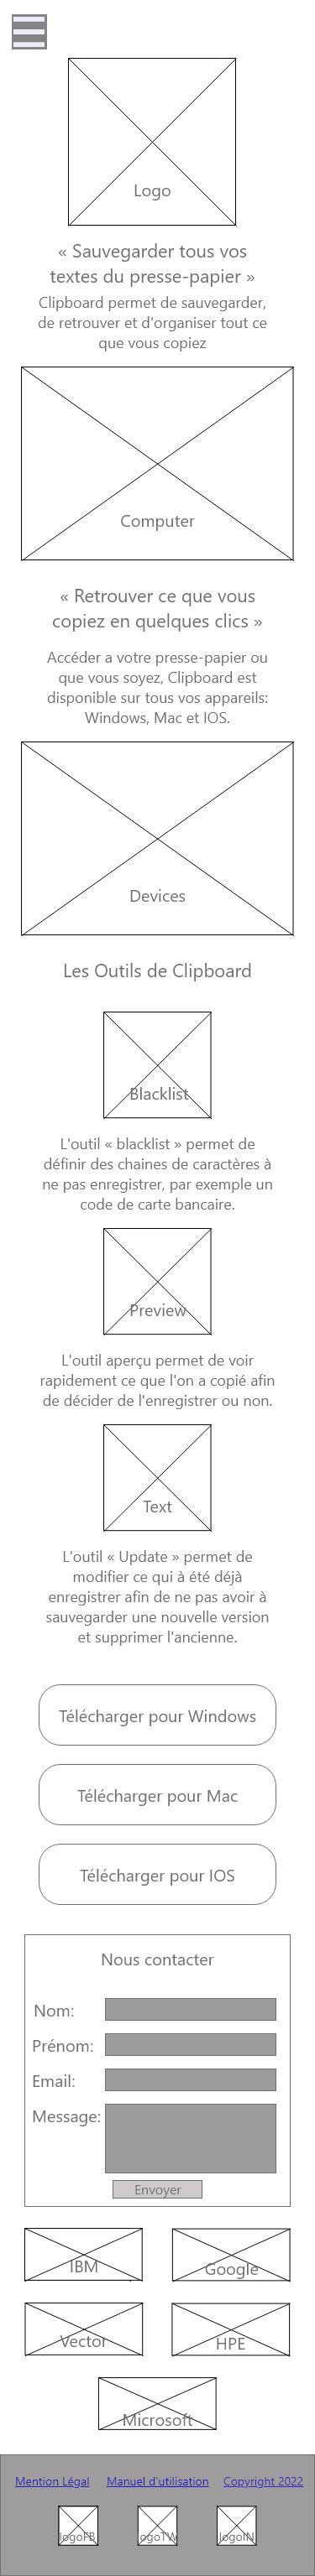 Logo
« Sauvegarder tous vos
textes du presse-papier »
Clipboard permet de sauvegarder,
de retrouver et d'organiser tout ce
que vous copiez
Computer
« Retrouver ce que vous
copiez en quelques clics »
Accéder a votre presse-papier ou
que vous soyez, Clipboard est
disponible sur tous vos appareils:
Windows, Mac et IOS.
Devices
Les Outils de Clipboard
Blacklist
L'outil « blacklist » permet de
définir des chaines de caractères à
ne pas enregistrer, par exemple un
code de carte bancaire.
Preview
L'outil aperçu permet de voir
rapidement ce que l'on a copié afin
de décider de l'enregistrer ou non.
Text
L'outil « Update » permet de
modifier ce qui à été déjà
enregistrer afin de ne pas avoir à
sauvegarder une nouvelle version
et supprimer l'ancienne.
Télécharger pour Windows
Télécharger pour Mac
Télécharger pour IOS
Nous contacter
Nom:
Prénom:
Email:
Message:
Envoyer
IBM
Google
Vector
HPE
Microsoft
Mention Légal Manuel d'utilisation Copyright 2022
logoFB logoTW logoIN